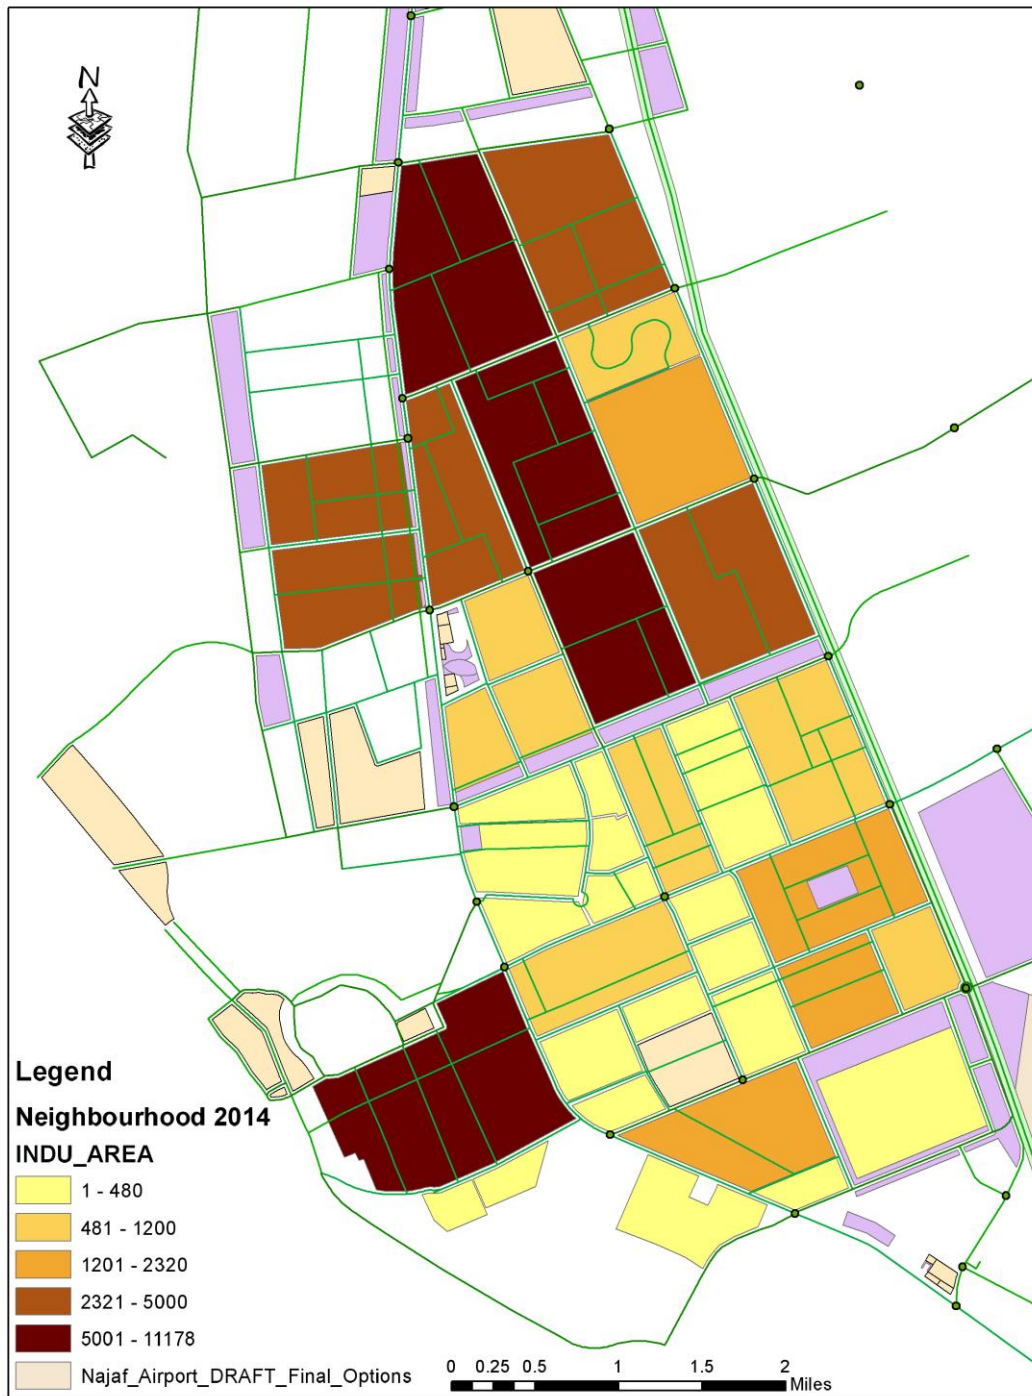 N
Legend
Neighbourhood 2014
INDU_AREA
1 - 480
481 - 1200
1201 - 2320
2321 - 5000
5001 - 11178
Najaf_Airport_DRAFT_Final_Options
0 0.25 0.5 1 1.5 2
Miles